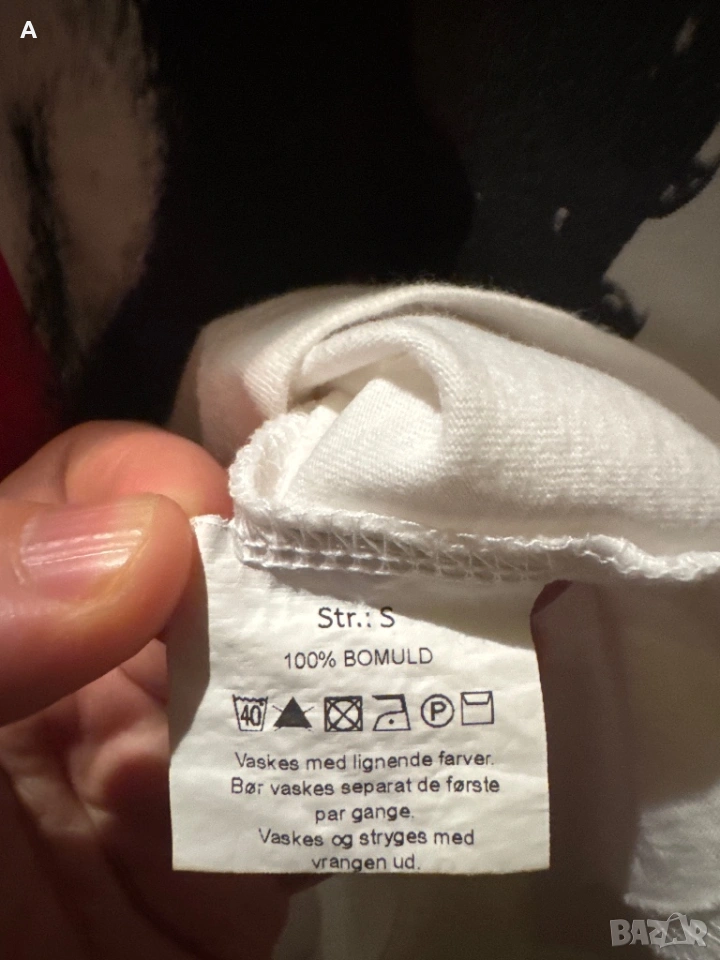 A
Str.: S
100% BOMULD
40 P
Vaskes med lignende farver.
Bør vaskes separat de første
par gange.
Vaskes og stryges med
vrangen ud.
BAZAR